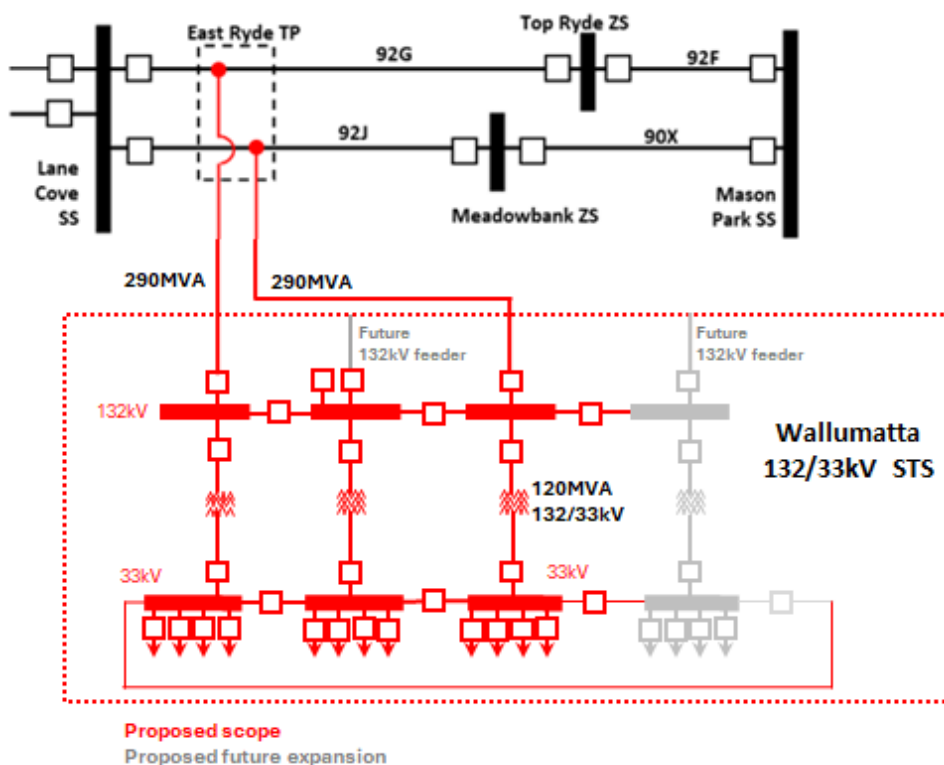 East Ryde TP
Top Ryde ZS
92G
92F
92J
90X
Lane
Cove
SS
Meadowbank ZS
Mason
Park SS
290MVA
290MVA
Future
132kV feeder
Future
132kV feeder
132kV
Wallumatta
132/33kV STS
120MVA
132/33kV
33kV
33kV
Proposed scope
Proposed future expansion